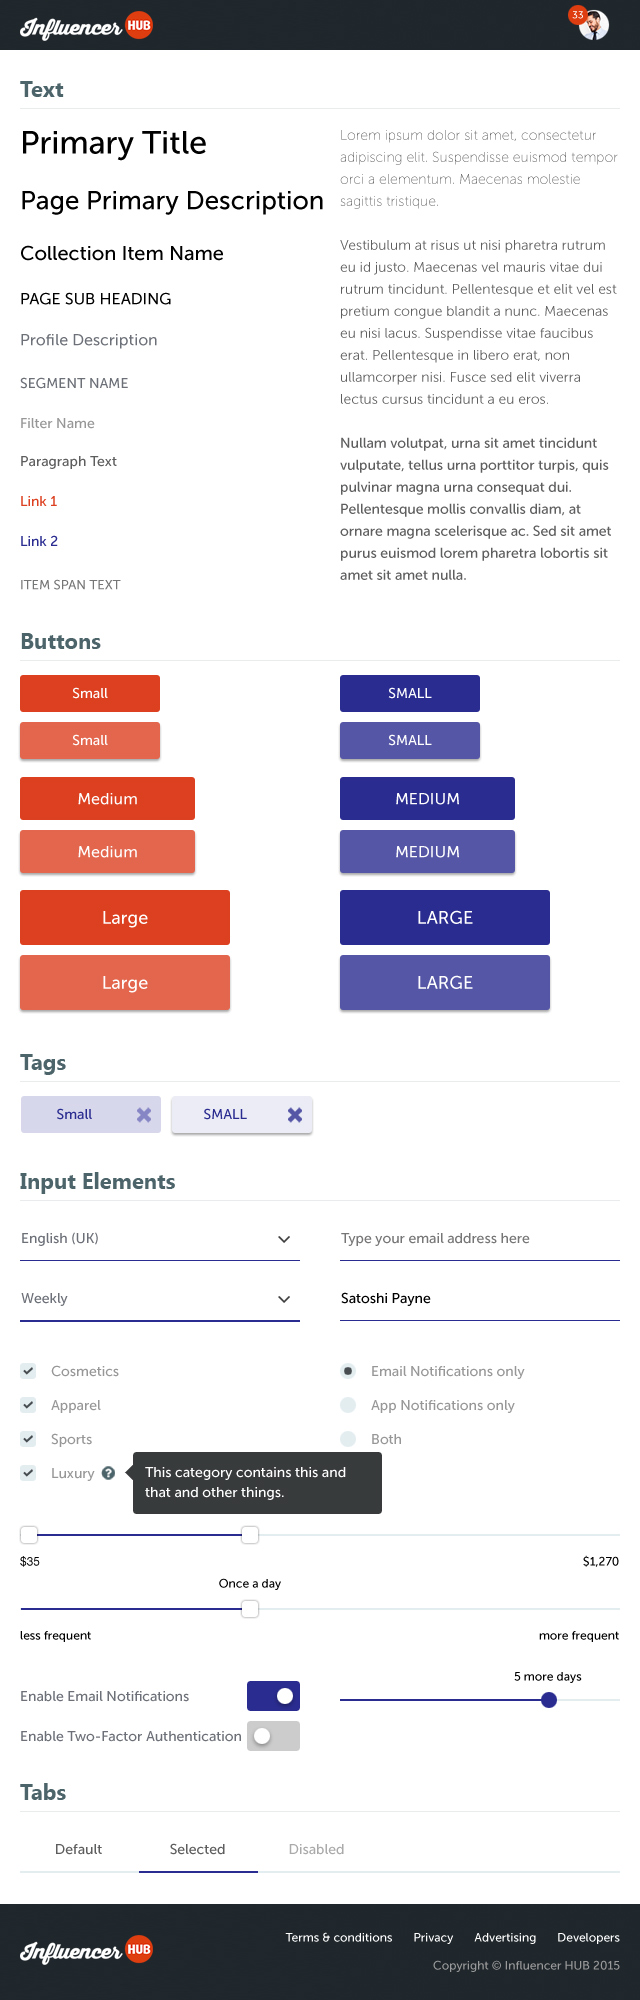 Influencer HUB
33
Text
Primary Title
Page Primary Description
Collection Item Name
PAGE SUB HEADING
Profile Description
SEGMENT NAME
Filter Name
Paragraph Text
Link 1
Link 2
ITEM SPAN TEXT
Lorem ipsum dolor sit amet, consectetur
adipiscing elit. Suspendisse euismod tempor
orci a elementum. Maecenas molestie
sagittis tristique.
Vestibulum at risus ut nisi pharetra rutrum
eu id justo. Maecenas vel mauris vitae dui
rutrum tincidunt. Pellentesque et elit vel est
pretium congue blandit a nunc. Maecenas
eu nisi lacus. Suspendisse vitae faucibus
erat. Pellentesque in libero erat, non
ullamcorper nisi. Fusce sed elit viverra
lectus cursus tincidunt a eu eros.
Nullam volutpat, urna sit amet tincidunt
vulputate, tellus urna porttitor turpis, quis
pulvinar magna urna consequat dui.
Pellentesque mollis convallis diam, at
ornare magna scelerisque ac. Sed sit amet
purus euismod lorem pharetra lobortis sit
amet sit amet nulla.
Buttons
Small
SMALL
Small
SMALL
Medium
MEDIUM
Medium
MEDIUM
Large
LARGE
Large
LARGE
Tags
Small
SMALL
Input Elements
English (UK)
Type your email address here
Weekly
Satoshi Payne
Cosmetics
Apparel
Sports
Luxury ?
Email Notifications only
App Notifications only
Both
This category contains this and
that and other things.
$35
$1,270
Once a day
less frequent
more frequent
Enable Email Notifications
5 more days
Enable Two-Factor Authentication
Tabs
Default
Selected
Disabled
Influencer HUB
Terms & conditions
Privacy
Advertising
Developers
Copyright © Influencer HUB 2015